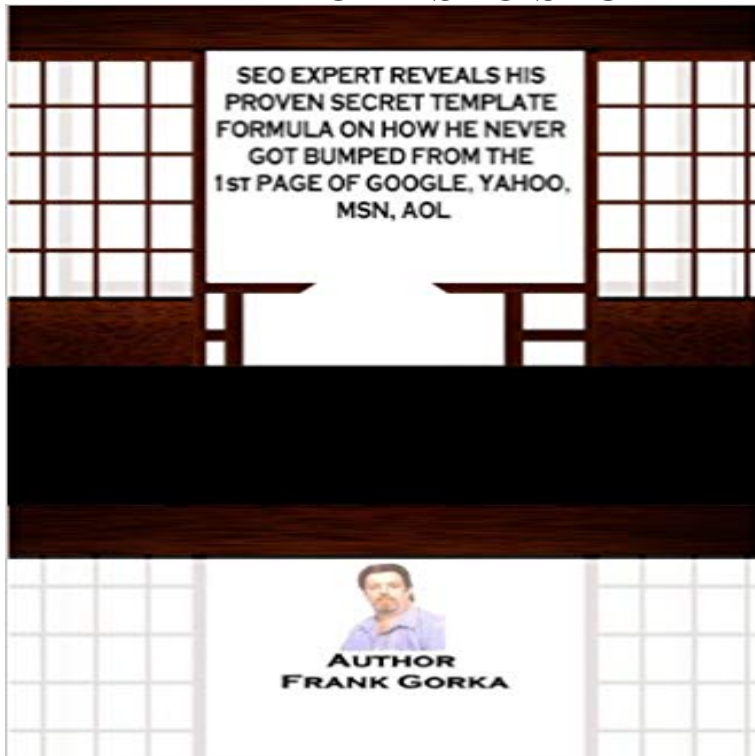 SEO EXPERT REVEALS HIS
PROVEN SECRET TEMPLATE
FORMULA ON HOW HE NEVER
GOT BUMPED FROM THE
1ST PAGE OF GOOGLE, YAHOO,
MSN, AOL
AUTHOR
FRANK GORKA